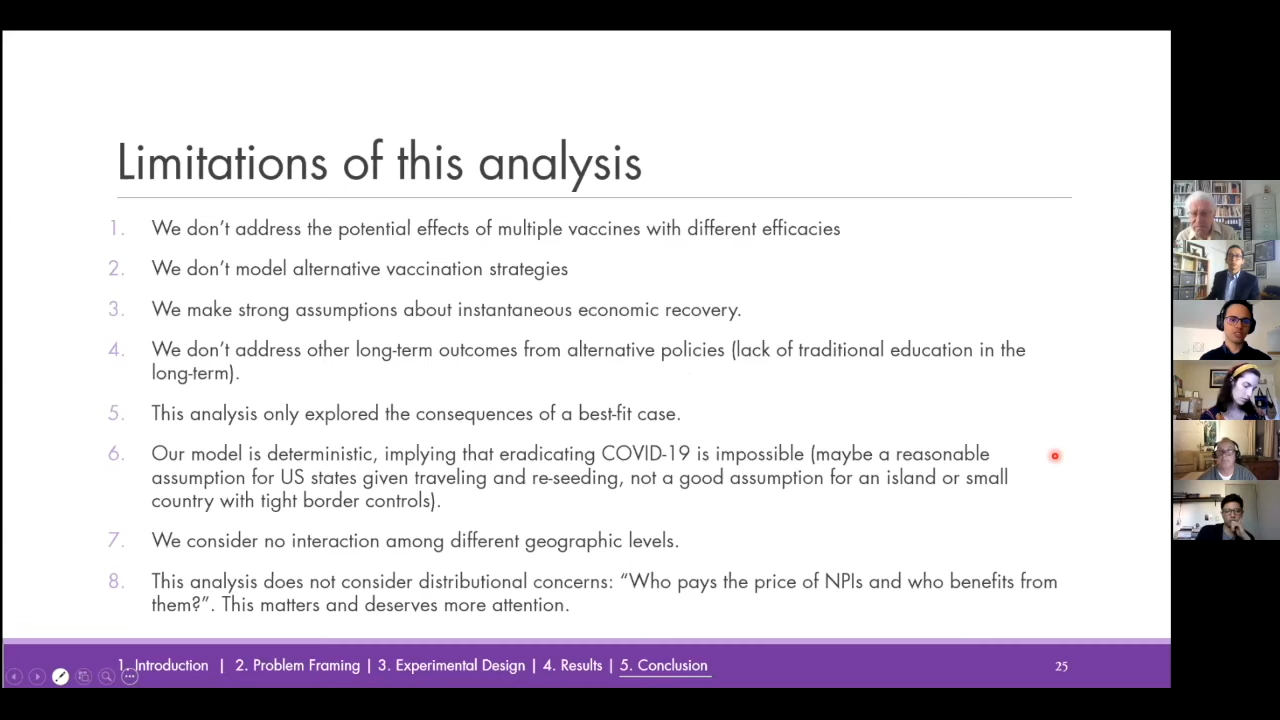 Limitations of this analysis
1. We don’t address the potential effects of multiple vaccines with different efficacies
2. We don’t model alternative vaccination strategies
3. We make strong assumptions about instantaneous economic recovery.
4. We don’t address other long-term outcomes from alternative policies (lack of traditional education in the
long-term).
5. This analysis only explored the consequences of a best-fit case.
6. Our model is deterministic, implying that eradicating COVID-19 is impossible (maybe a reasonable
assumption for US states given traveling and re-seeding, not a good assumption for an island or small
country with tight border controls).
7. We consider no interaction among different geographic levels.
8. This analysis does not consider distributional concerns: “Who pays the price of NPIs and who benefits from
them?”. This matters and deserves more attention.
1. Introduction | 2. Problem Framing | 3. Experimental Design | 4. Results | 5. Conclusion 25